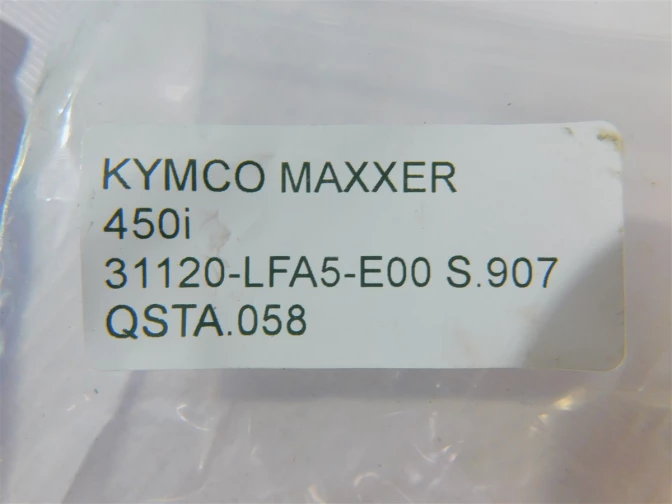 KYMCO MAXXER
450i
31120-LFA5-E00 S.907
QSTA.058